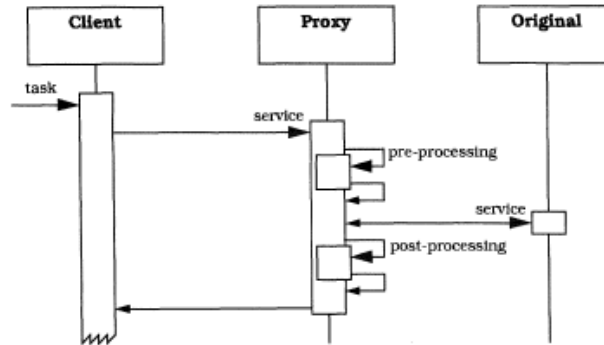 Client
Proxy
Original
task
service
pre-processing
service
post-processing